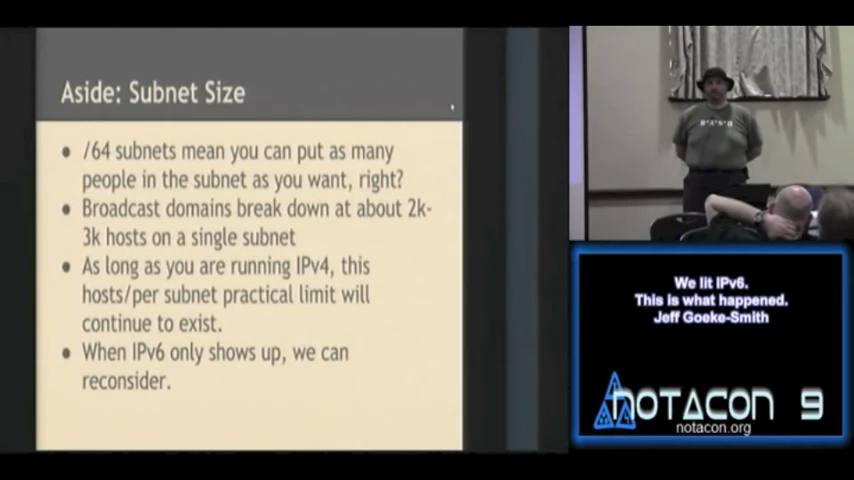 Aside: Subnet Size
• /64 subnets mean you can put as many
people in the subnet as you want, right?
• Broadcast domains break down at about 2k-
3k hosts on a single subnet
• As long as you are running IPv4, this
hosts/per subnet practical limit will
continue to exist.
• When IPv6 only shows up, we can
reconsider.
We lit IPv6.
This is what happened.
Jeff Goeke-Smith
NOTACON 9
notacon.org